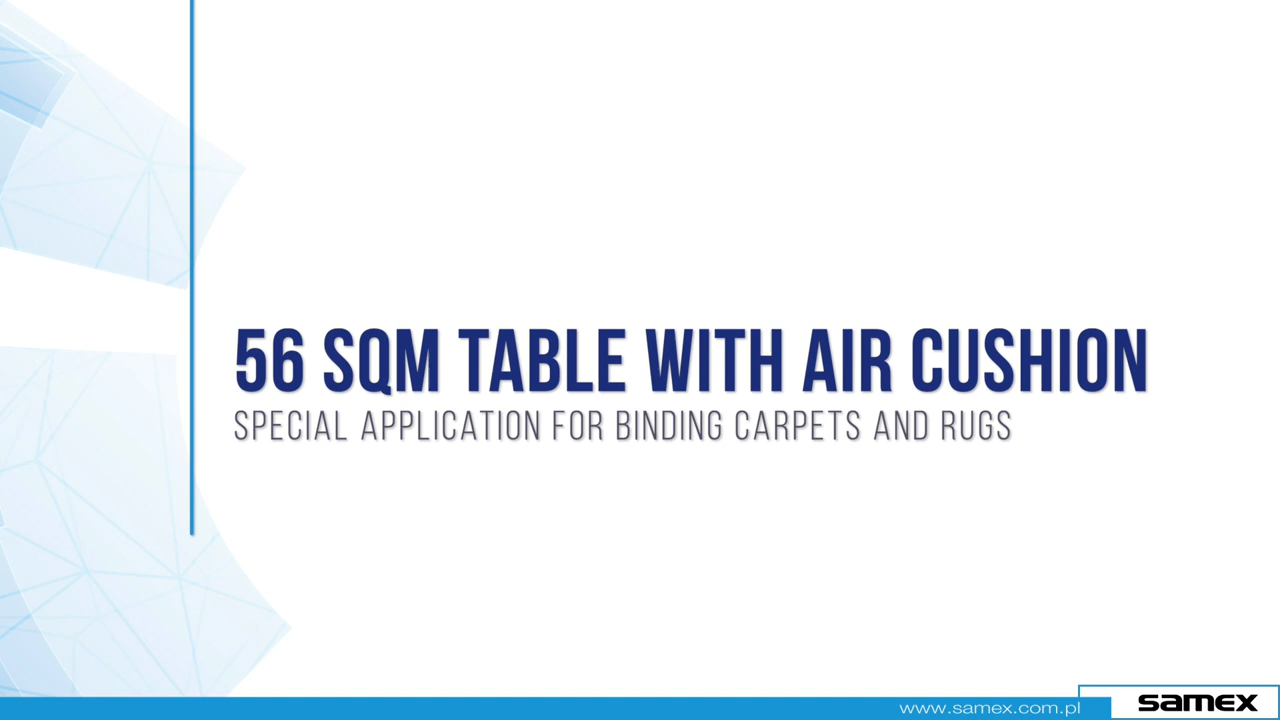 56 SQM TABLE WITH AIR CUSHION
SPECIAL APPLICATION FOR BINDING CARPETS AND RUGS
www.samex.com.pl
samex